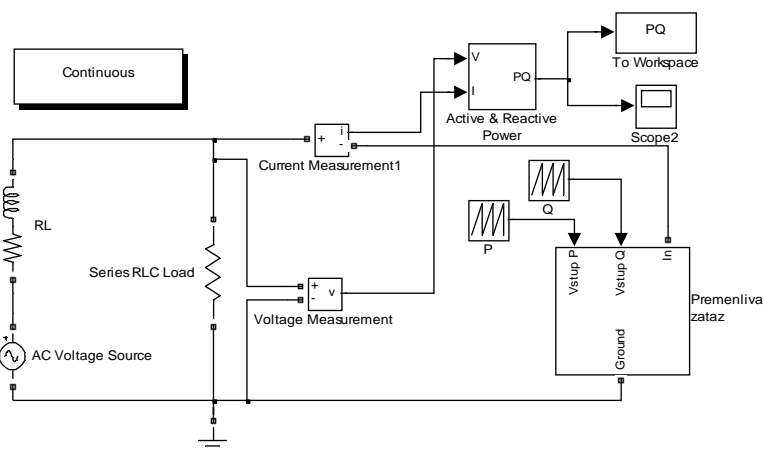 Continuous
PQ
To Workspace
V
I
PQ
Active & Reactive
Power
Scope2
+
i
-
Current Measurement1
RL
Series RLC Load
Q
P
+
-
v
Voltage Measurement
Vstup P
Vstup Q
In
Ground
Premenliva
zataz
+
AC Voltage Source